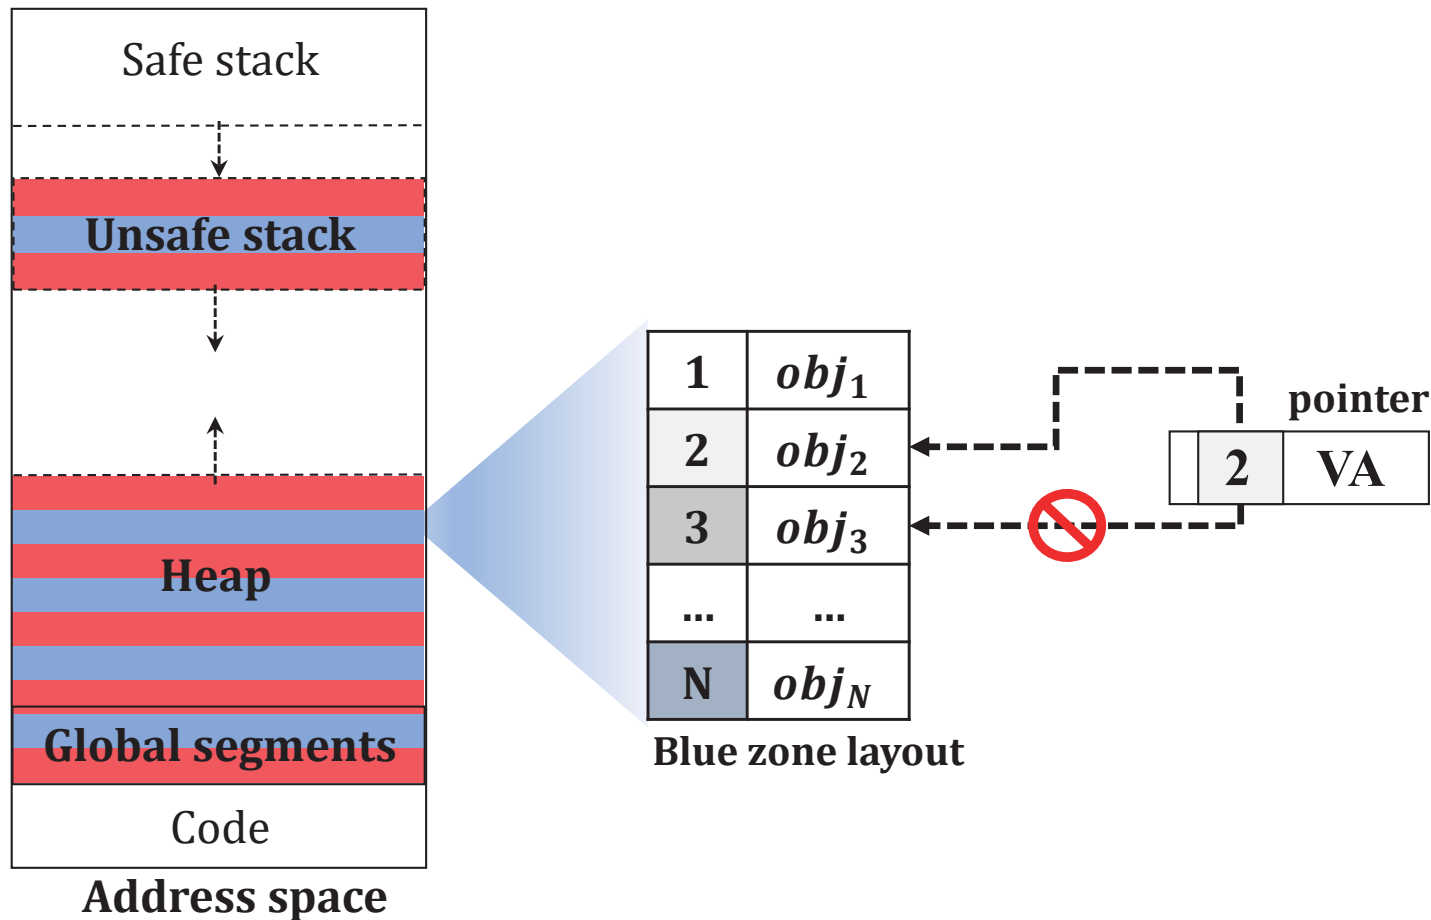 Safe stack
Unsafe stack
Heap
Global segments
Code
Address space
1 obj₁
2 obj₂
3 obj₃
... ...
N obj_N
Blue zone layout
pointer
2 VA